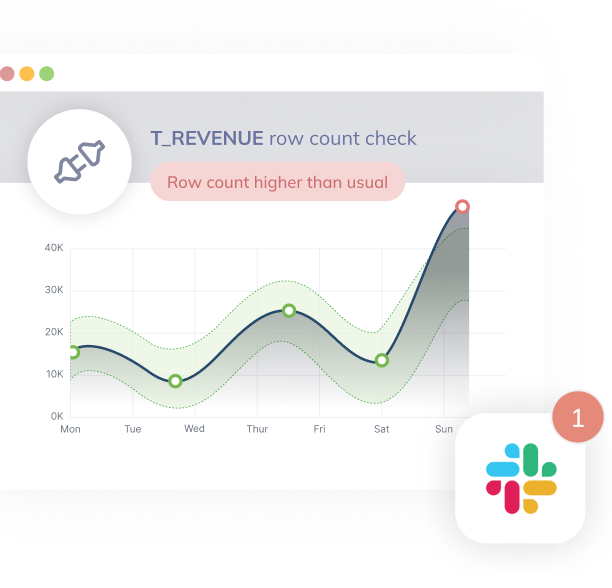 T_REVENUE row count check
Row count higher than usual
40K
30K
20K
10K
0K
Mon Tue Wed Thur Fri Sat Sun
1